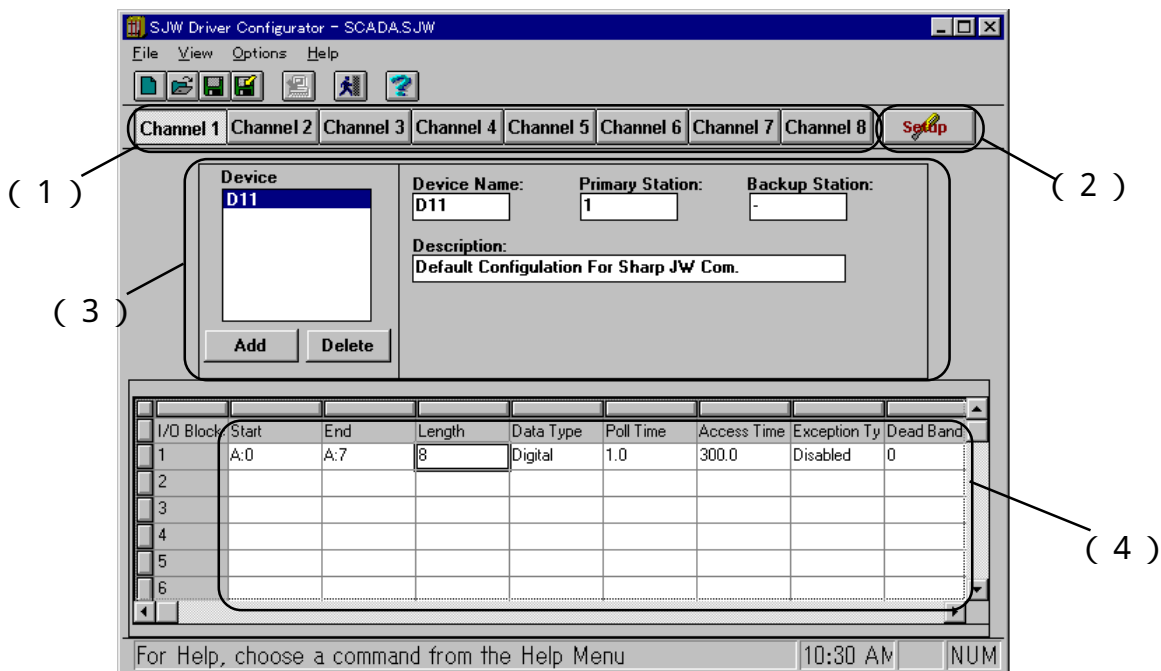 SJW Driver Configurator - SCADA.SJW
File View Options Help
Channel 1 Channel 2 Channel 3 Channel 4 Channel 5 Channel 6 Channel 7 Channel 8 Setup
( 1 )
( 2 )
( 3 )
Device
D11
Add Delete
Device Name: Primary Station: Backup Station:
D11 1 -
Description:
Default Configulation For Sharp JW Com.
I/O Block Start End Length Data Type Poll Time Access Time Exception Ty Dead Band
1 A:0 A:7 8 Digital 1.0 300.0 Disabled 0
2
3
4
5
6
( 4 )
For Help, choose a command from the Help Menu 10:30 AM NUM